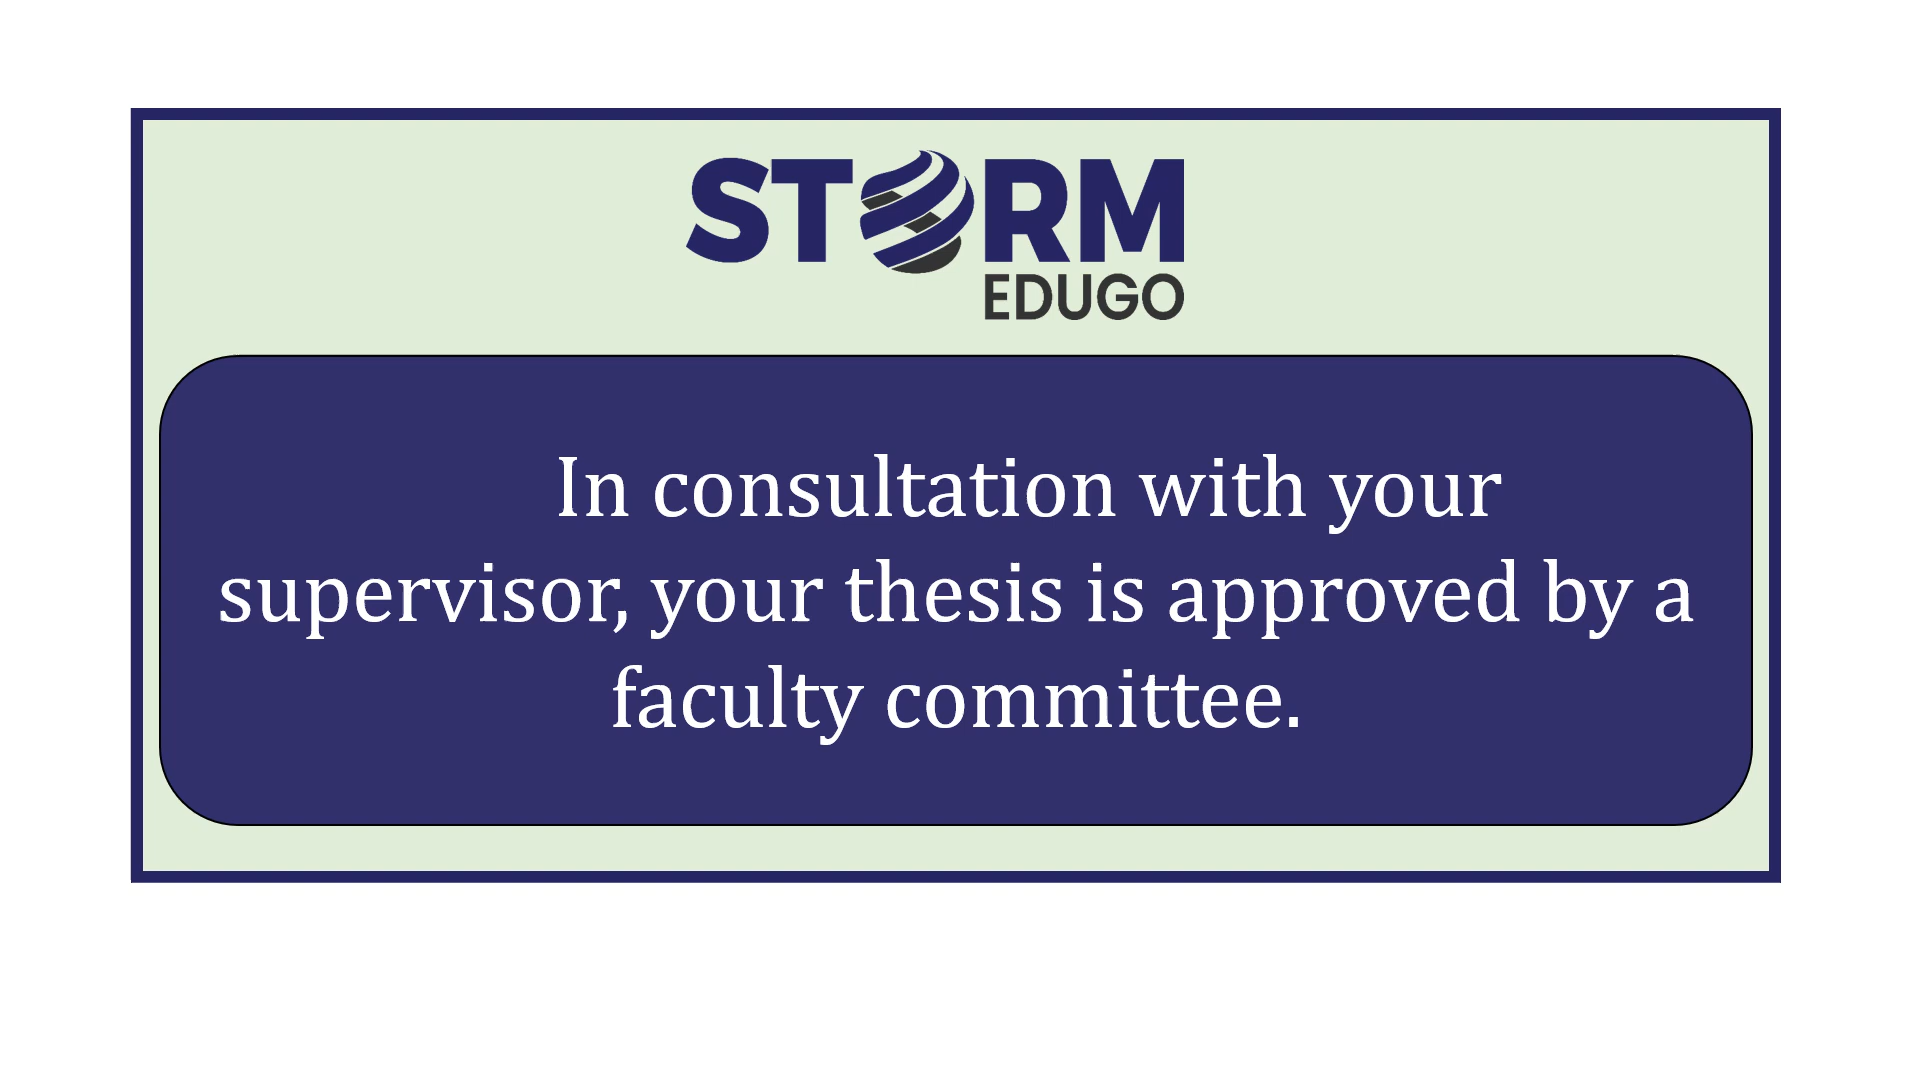 STORM
EDUGO
In consultation with your
supervisor, your thesis is approved by a
faculty committee.